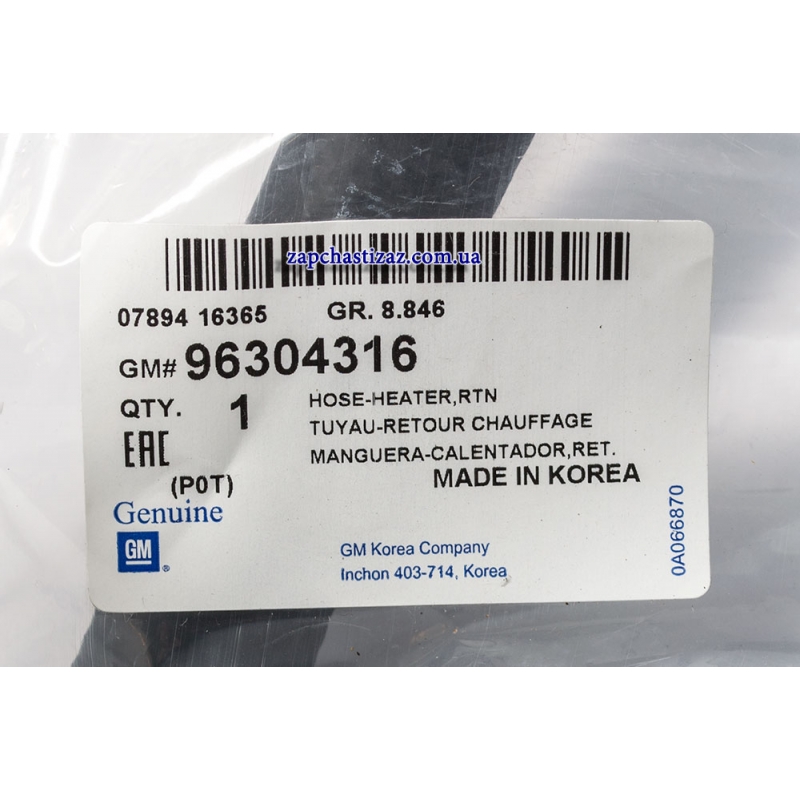 zapchastizaz.com.ua
07894 16365 GR. 8.846
GM# 96304316
QTY. 1 HOSE-HEATER,RTN
TUYAU-RETOUR CHAUFFAGE
EAC MANGUERA-CALENTADOR,RET.
(P0T) MADE IN KOREA
Genuine
GM ®
GM Korea Company
Inchon 403-714, Korea
0A066870